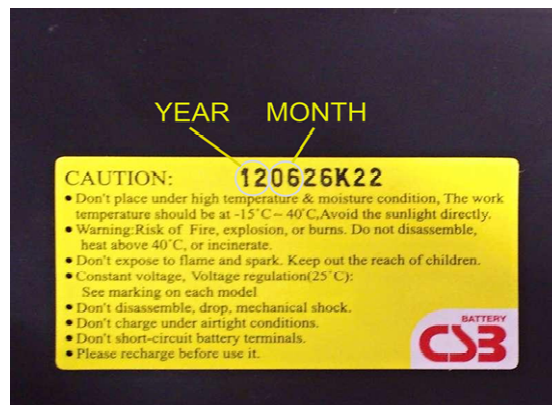 YEAR MONTH
CAUTION: 120626K22
• Don't place under high temperature & moisture condition, The work
temperature should be at -15°C~ 40°C,Avoid the sunlight directly.
• Warning:Risk of Fire, explosion, or burns. Do not disassemble,
heat above 40°C, or incinerate.
• Don't expose to flame and spark. Keep out the reach of children.
• Constant voltage, Voltage regulation(25°C):
See marking on each model
• Don't disassemble, drop, mechanical shock.
• Don't charge under airtight conditions.
• Don't short-circuit battery terminals.
• Please recharge before use it.
BATTERY
CSB